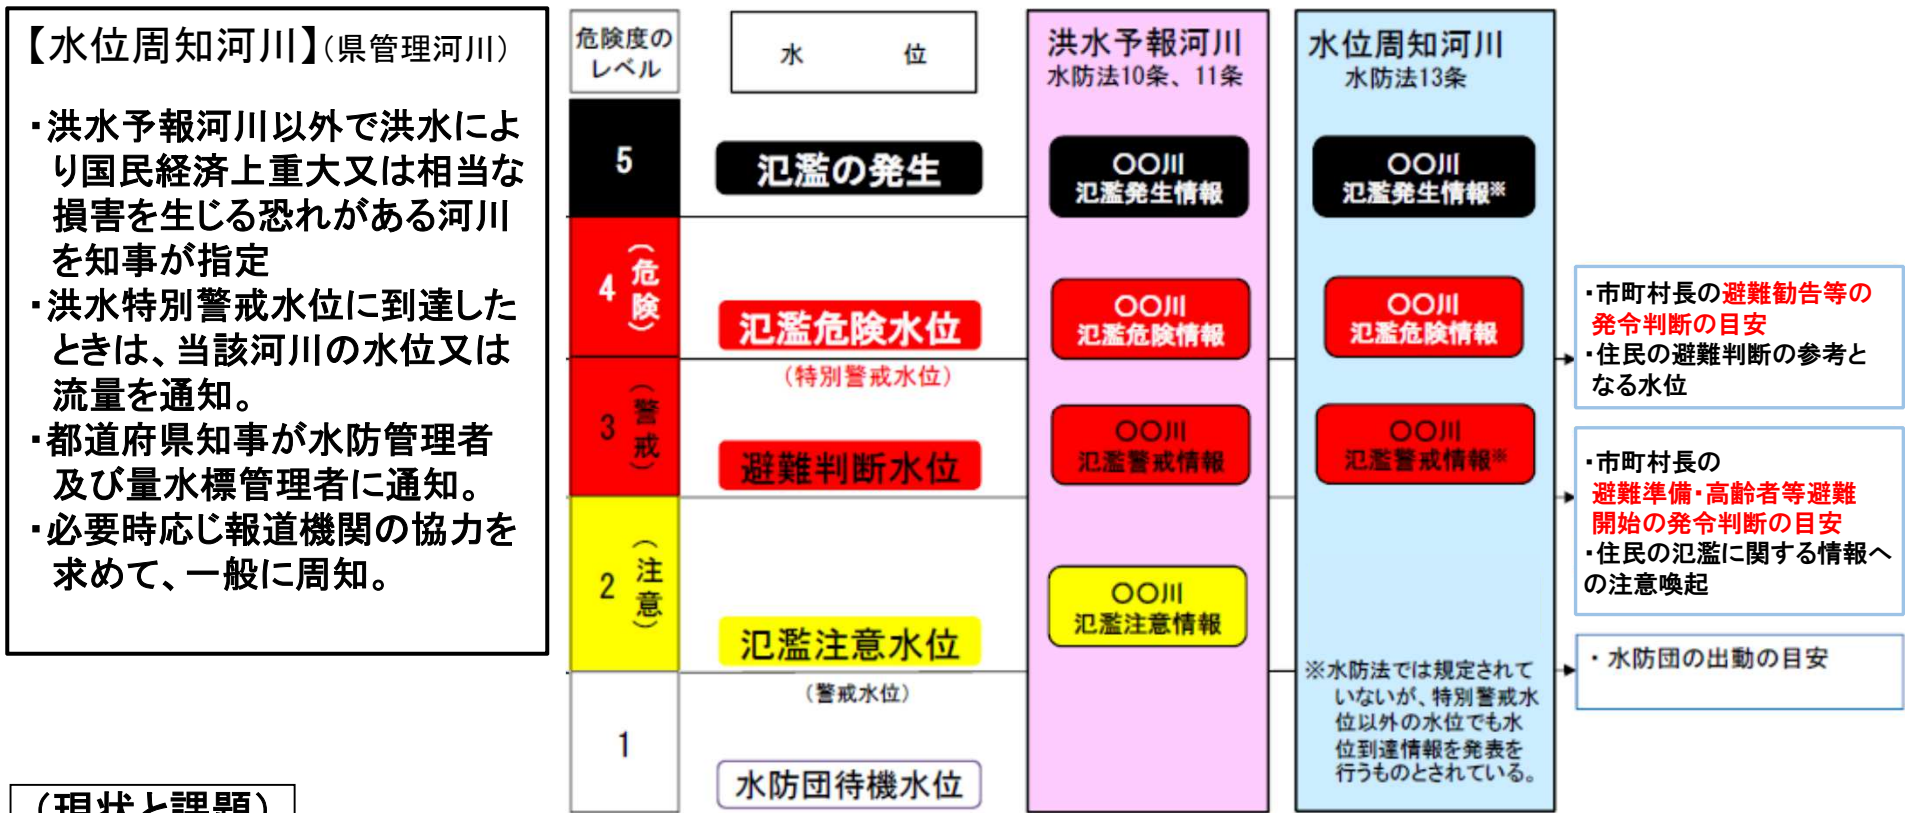 【水位周知河川】(県管理河川)
・洪水予報河川以外で洪水によ
り国民経済上重大又は相当な
損害を生じる恐れがある河川
を知事が指定
・洪水特別警戒水位に到達した
ときは、当該河川の水位又は
流量を通知。
・都道府県知事が水防管理者
及び量水標管理者に通知。
・必要時応じ報道機関の協力を
求めて、一般に周知。
(現状と課題)
危険度の
レベル
水 位
洪水予報河川
水防法10条、11条
水位周知河川
水防法13条
5
氾濫の発生
〇〇川
氾濫発生情報
〇〇川
氾濫発生情報※
4
(危険)
氾濫危険水位
(特別警戒水位)
〇〇川
氾濫危険情報
〇〇川
氾濫危険情報
・市町村長の避難勧告等の
発令判断の目安
・住民の避難判断の参考と
なる水位
3
(警戒)
避難判断水位
〇〇川
氾濫警戒情報
〇〇川
氾濫警戒情報※
・市町村長の
避難準備・高齢者等避難
開始の発令判断の目安
・住民の氾濫に関する情報へ
の注意喚起
2
(注意)
氾濫注意水位
(警戒水位)
〇〇川
氾濫注意情報
・水防団の出動の目安
1
水防団待機水位
※水防法では規定されて
いないが、特別警戒水
位以外の水位でも水
位到達情報を発表を
行うものとされている。